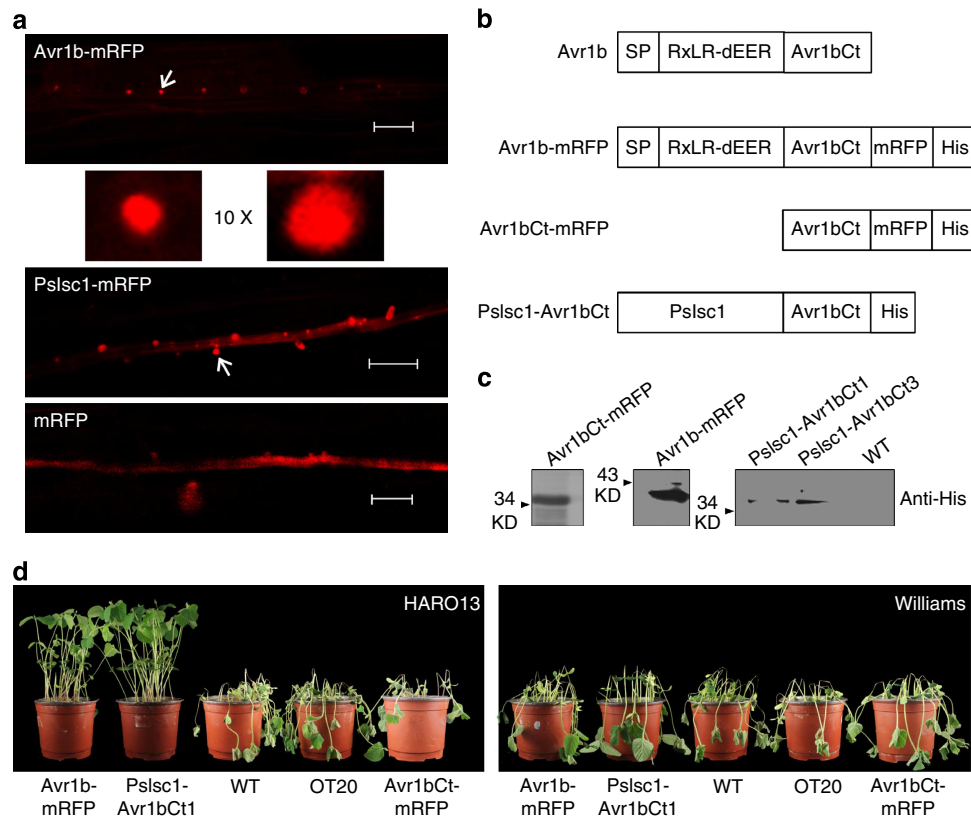 a
Avr1b-mRFP
10 X
PsIsc1-mRFP
mRFP
b
Avr1b SP RxLR-dEER Avr1bCt
Avr1b-mRFP SP RxLR-dEER Avr1bCt mRFP His
Avr1bCt-mRFP Avr1bCt mRFP His
PsIsc1-Avr1bCt PsIsc1 Avr1bCt His
c
Avr1bCt-mRFP
Avr1b-mRFP
PsIsc1-Avr1bCt1
PsIsc1-Avr1bCt3
WT
34
KD
43
KD
34
KD
Anti-His
d
HARO13
Avr1b-
mRFP
PsIsc1-
Avr1bCt1
WT
OT20
Avr1bCt-
mRFP
Williams
Avr1b-
mRFP
PsIsc1-
Avr1bCt1
WT
OT20
Avr1bCt-
mRFP